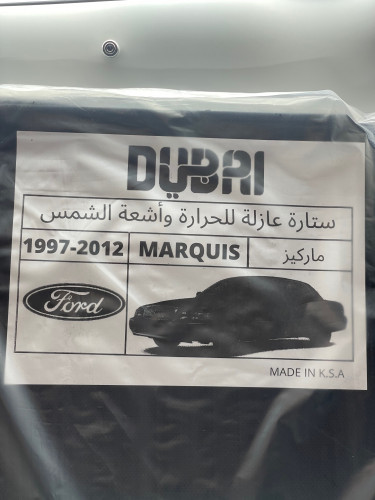 DUBAI
ستارة عازلة للحرارة وأشعة الشمس
1997-2012 MARQUIS ماركيز
Ford
MADE IN K.S.A